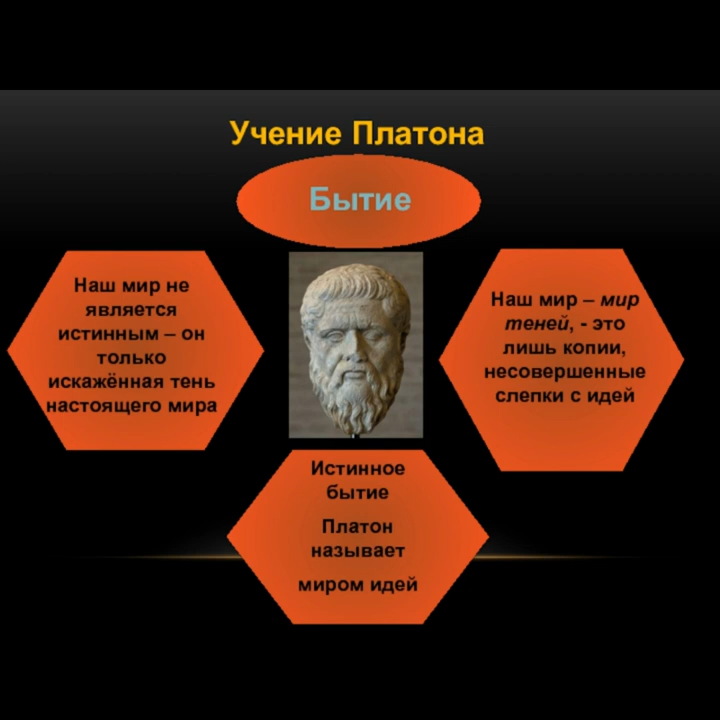 Учение Платона
Бытие
Наш мир не
является
истинным – он
только
искажённая тень
настоящего мира
Наш мир – мир
теней, - это
лишь копии,
несовершенные
слепки с идей
Истинное
бытие
Платон
называет
миром идей